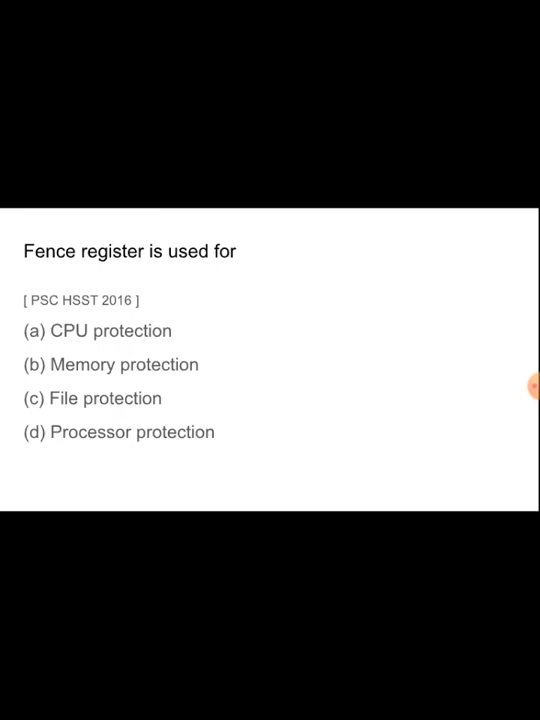 Fence register is used for
[ PSC HSST 2016 ]
(a) CPU protection
(b) Memory protection
(c) File protection
(d) Processor protection